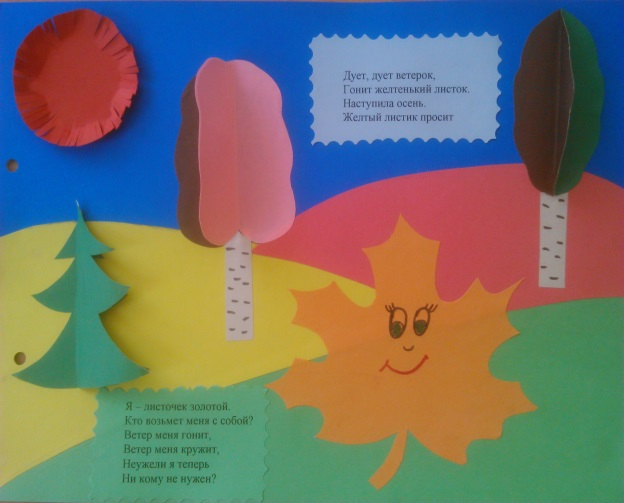 Дует, дует ветерок,
Гонит желтенький листок.
Наступила осень.
Желтый листик просит
Я – листочек золотой.
Кто возьмет меня с собой?
Ветер меня гонит,
Ветер меня кружит,
Неужели я теперь
Ни кому не нужен?